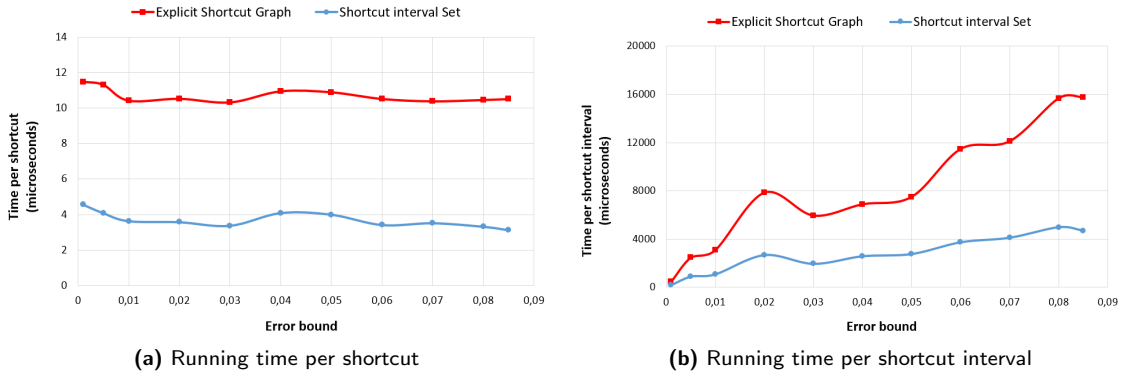 Explicit Shortcut Graph
Shortcut interval Set
14
12
10
8
6
4
2
0
Time per shortcut
(microseconds)
0
0,01
0,02
0,03
0,04
0,05
0,06
0,07
0,08
0,09
Error bound
(a) Running time per shortcut
Explicit Shortcut Graph
Shortcut interval Set
20000
16000
12000
8000
4000
0
Time per shortcut interval
(microseconds)
0
0,01
0,02
0,03
0,04
0,05
0,06
0,07
0,08
0,09
Error bound
(b) Running time per shortcut interval